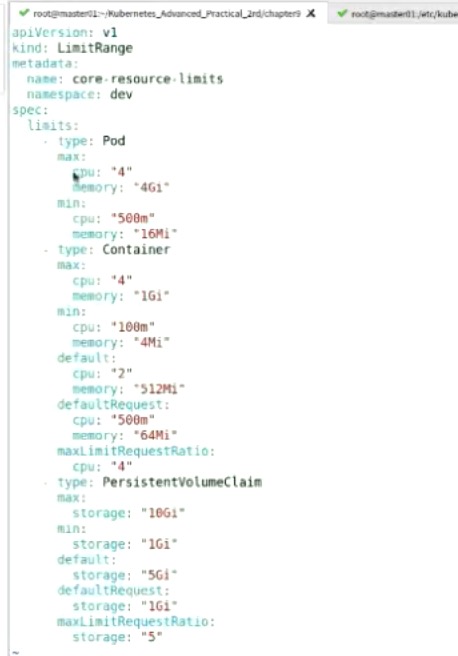 root@master01:~/Kubernetes_Advanced_Practical_2rd/chapter9 X root@master01:/etc/kube
apiVersion: v1
kind: LimitRange
metadata:
  name: core-resource-limits
  namespace: dev
spec:
  limits:
    - type: Pod
      max:
        cpu: "4"
        memory: "4Gi"
      min:
        cpu: "500m"
        memory: "16Mi"
    - type: Container
      max:
        cpu: "4"
        memory: "1Gi"
      min:
        cpu: "100m"
        memory: "4Mi"
      default:
        cpu: "2"
        memory: "512Mi"
      defaultRequest:
        cpu: "500m"
        memory: "64Mi"
      maxLimitRequestRatio:
        cpu: "4"
    - type: PersistentVolumeClaim
      max:
        storage: "10Gi"
      min:
        storage: "1Gi"
      default:
        storage: "5Gi"
      defaultRequest:
        storage: "1Gi"
      maxLimitRequestRatio:
        storage: "5"
~